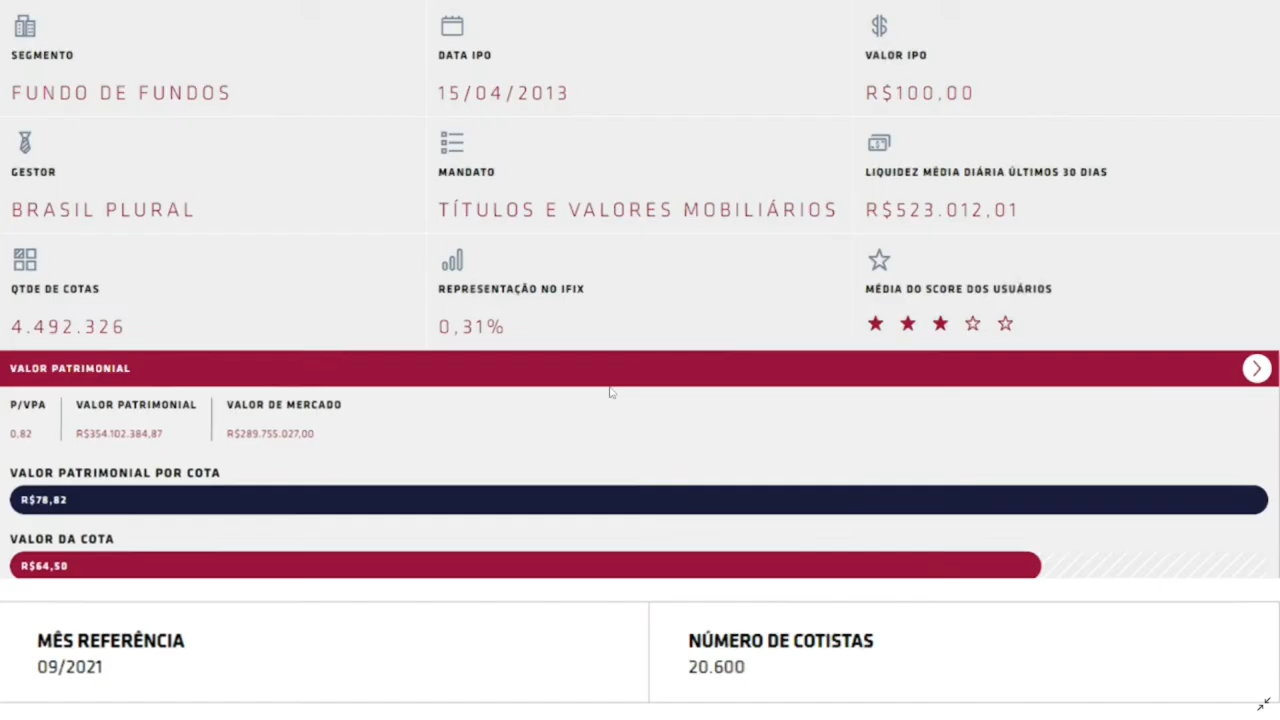 SEGMENTO
FUNDO DE FUNDOS
DATA IPO
15/04/2013
VALOR IPO
R$100,00
GESTOR
BRASIL PLURAL
MANDATO
TÍTULOS E VALORES MOBILIÁRIOS
LIQUIDEZ MÉDIA DIÁRIA ÚLTIMOS 30 DIAS
R$523.012,01
QTDE DE COTAS
4.492.326
REPRESENTAÇÃO NO IFIX
0,31%
MÉDIA DO SCORE DOS USUÁRIOS
VALOR PATRIMONIAL
P/VPA
0,82
VALOR PATRIMONIAL
R$354.102.384,87
VALOR DE MERCADO
R$289.755.027,00
VALOR PATRIMONIAL POR COTA
R$78,82
VALOR DA COTA
R$64,50
MÊS REFERÊNCIA
09/2021
NÚMERO DE COTISTAS
20.600